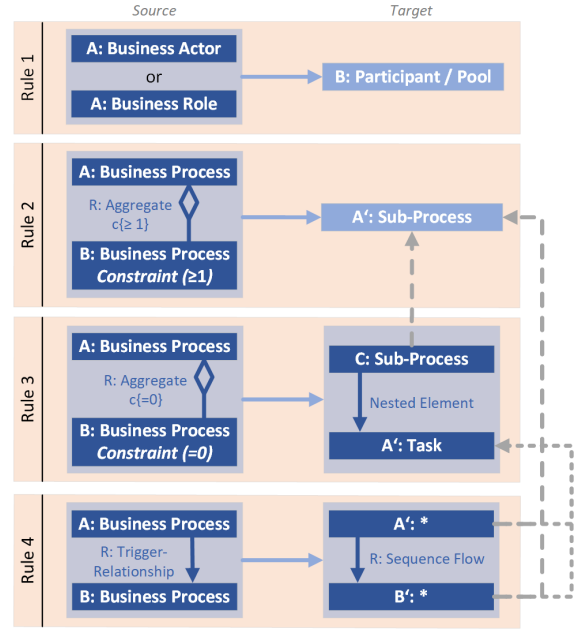 Source
Target
Rule 1
A: Business Actor
or
A: Business Role
B: Participant / Pool
Rule 2
A: Business Process
R: Aggregate
c{≥ 1}
B: Business Process
Constraint (≥1)
A‘: Sub-Process
Rule 3
A: Business Process
R: Aggregate
c{=0}
B: Business Process
Constraint (=0)
C: Sub-Process
Nested Element
A‘: Task
Rule 4
A: Business Process
R: Trigger-
Relationship
B: Business Process
A‘: *
R: Sequence Flow
B‘: *